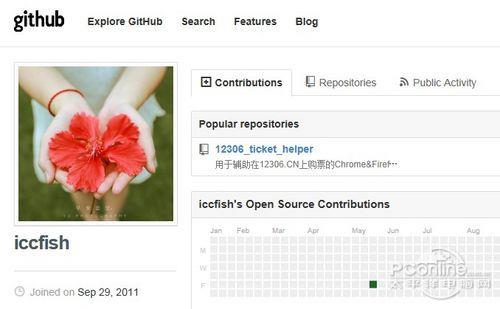 github
Explore GitHub Search Features Blog
Contributions Repositories Public Activity
Popular repositories
12306_ticket_helper
用于辅助在12306.CN上购票的Chrome&Firef···
iccfish's Open Source Contributions
Jan Feb Mar Apr May Jun Jul Aug
M
W
F
iccfish
Joined on Sep 29, 2011
PConline
太平洋电脑网